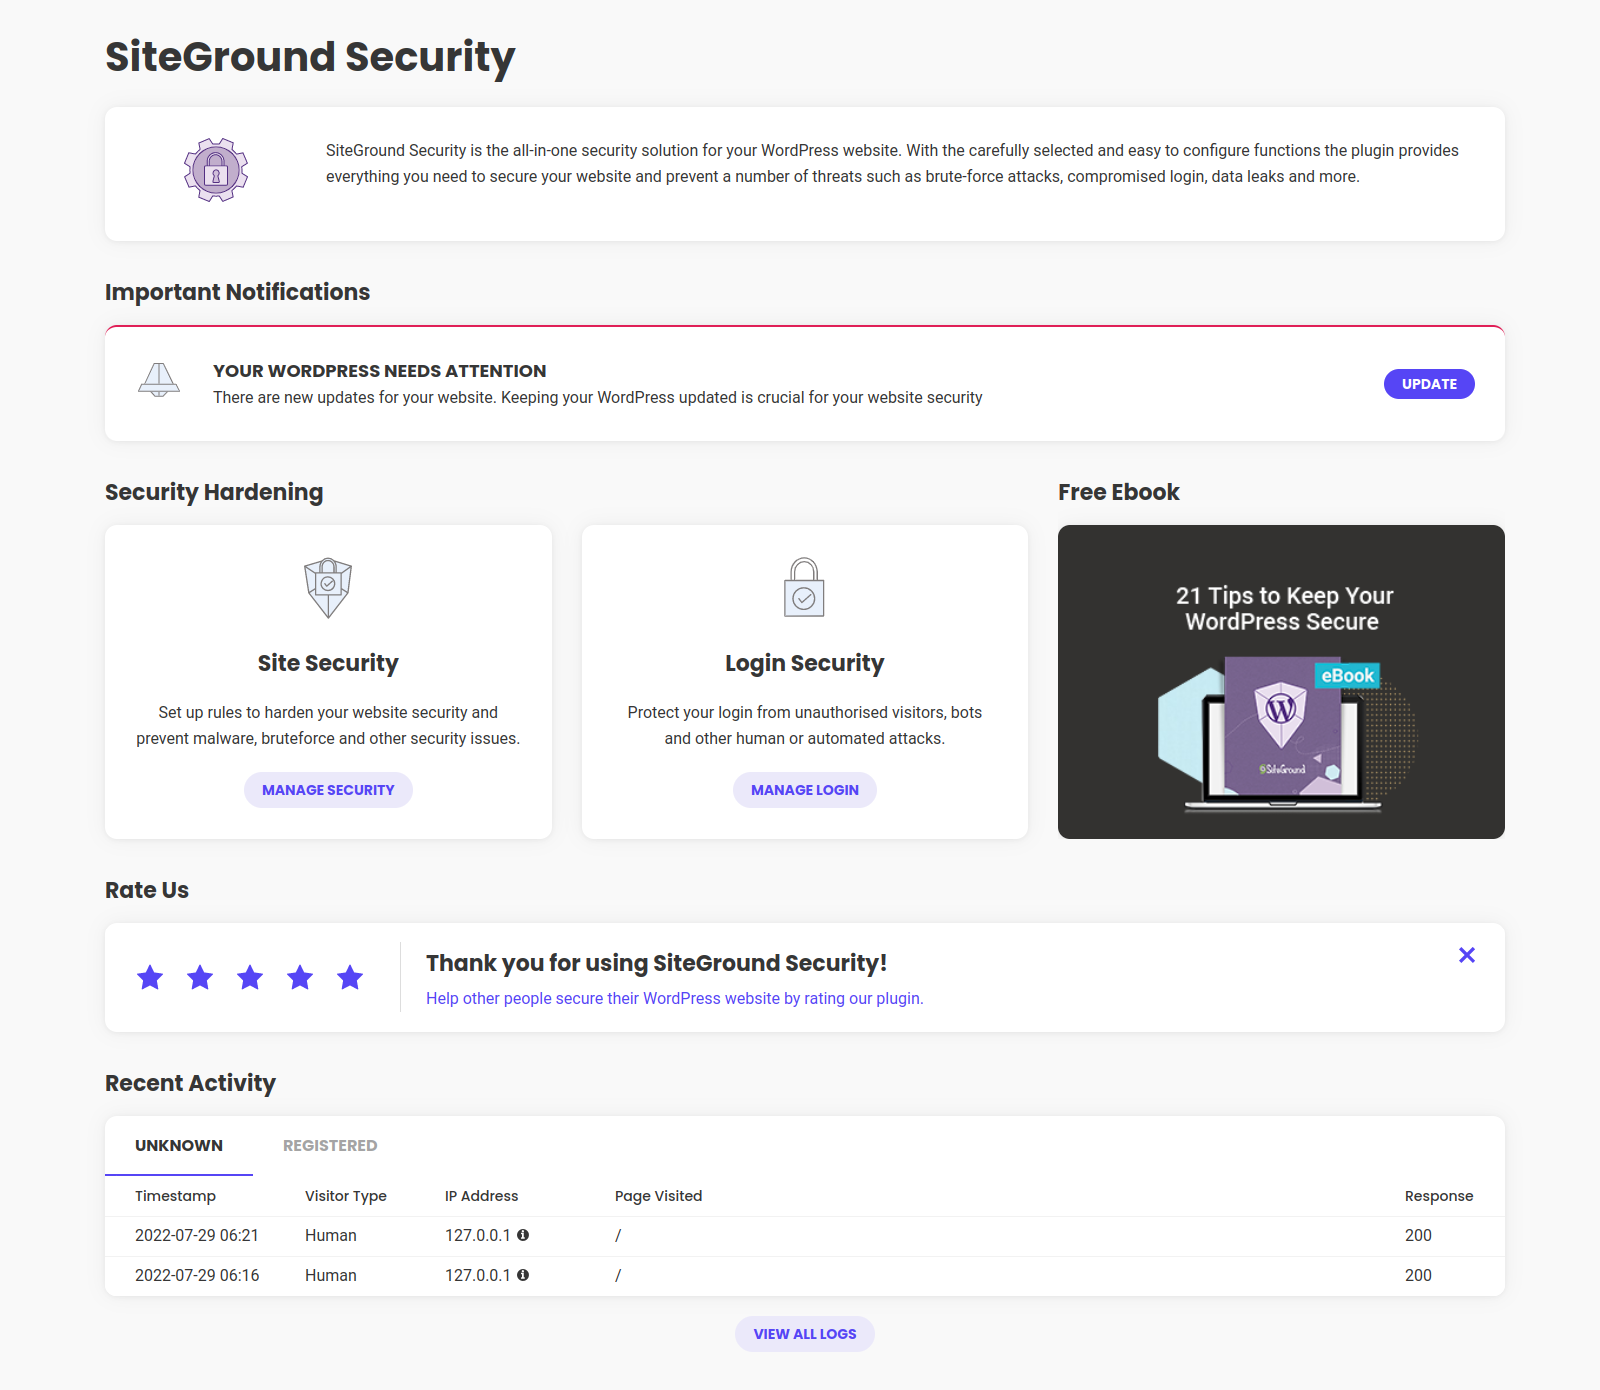 SiteGround Security
SiteGround Security is the all-in-one security solution for your WordPress website. With the carefully selected and easy to configure functions the plugin provides
everything you need to secure your website and prevent a number of threats such as brute-force attacks, compromised login, data leaks and more.
Important Notifications
YOUR WORDPRESS NEEDS ATTENTION
There are new updates for your website. Keeping your WordPress updated is crucial for your website security
UPDATE
Security Hardening
Site Security
Set up rules to harden your website security and
prevent malware, bruteforce and other security issues.
MANAGE SECURITY
Login Security
Protect your login from unauthorised visitors, bots
and other human or automated attacks.
MANAGE LOGIN
Free Ebook
21 Tips to Keep Your
WordPress Secure
eBook
SiteGround
Rate Us
Thank you for using SiteGround Security!
Help other people secure their WordPress website by rating our plugin.
Recent Activity
UNKNOWN REGISTERED
Timestamp Visitor Type IP Address Page Visited Response
2022-07-29 06:21 Human 127.0.0.1 / 200
2022-07-29 06:16 Human 127.0.0.1 / 200
VIEW ALL LOGS